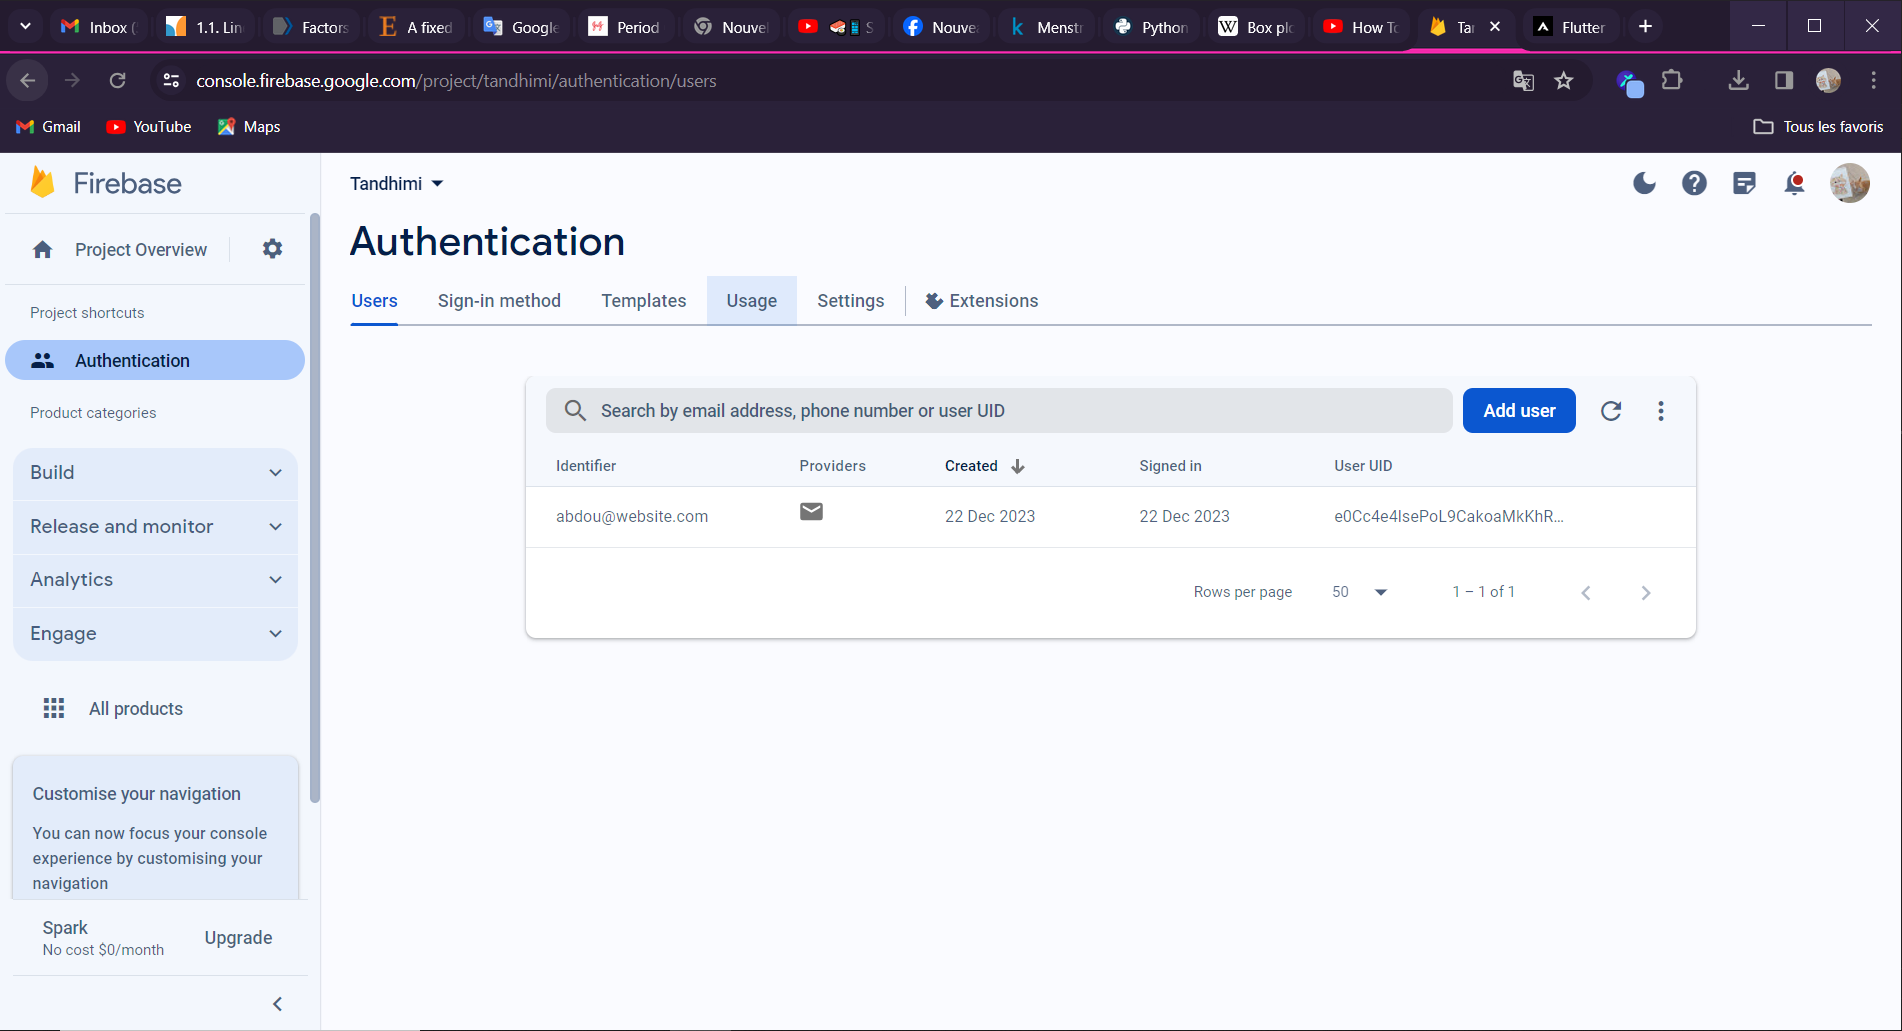 Inbox (
1.1. Lin
Factors
A fixed
Google
Period
Nouvel
S
Nouvea
Menstr
Python
Box plo
How To
Tan
Flutter
console.firebase.google.com/project/tandhimi/authentication/users
Gmail
YouTube
Maps
Tous les favoris
Firebase
Project Overview
Project shortcuts
Authentication
Product categories
Build
Release and monitor
Analytics
Engage
All products
Customise your navigation
You can now focus your console
experience by customising your
navigation
Spark
No cost $0/month
Upgrade
Tandhimi
Authentication
Users
Sign-in method
Templates
Usage
Settings
Extensions
Search by email address, phone number or user UID
Add user
Identifier
Providers
Created
Signed in
User UID
abdou@website.com
22 Dec 2023
22 Dec 2023
e0Cc4e4lsePoL9CakoaMkKhR...
Rows per page
50
1 – 1 of 1